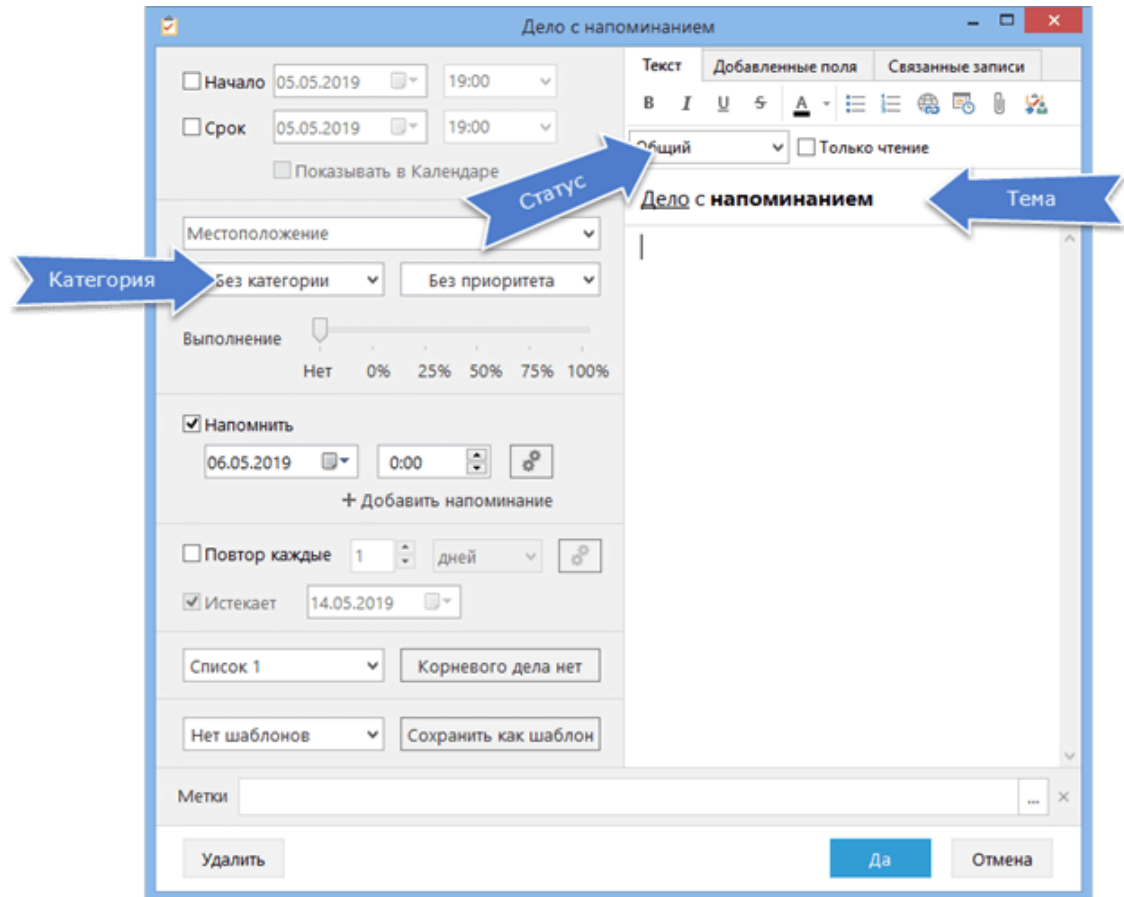 Дело с напоминанием
Начало 05.05.2019 19:00
Срок 05.05.2019 19:00
Показывать в Календаре
Местоположение
Категория
Без категории Без приоритета
Выполнение
Нет 0% 25% 50% 75% 100%
Напомнить
06.05.2019 0:00
+ Добавить напоминание
Повтор каждые 1 дней
Истекает 14.05.2019
Список 1 Корневого дела нет
Нет шаблонов Сохранить как шаблон
Текст Добавленные поля Связанные записи
B I U S A
Общий Только чтение
Статус
Дело с напоминанием
Тема
Метки ...
Удалить Да Отмена